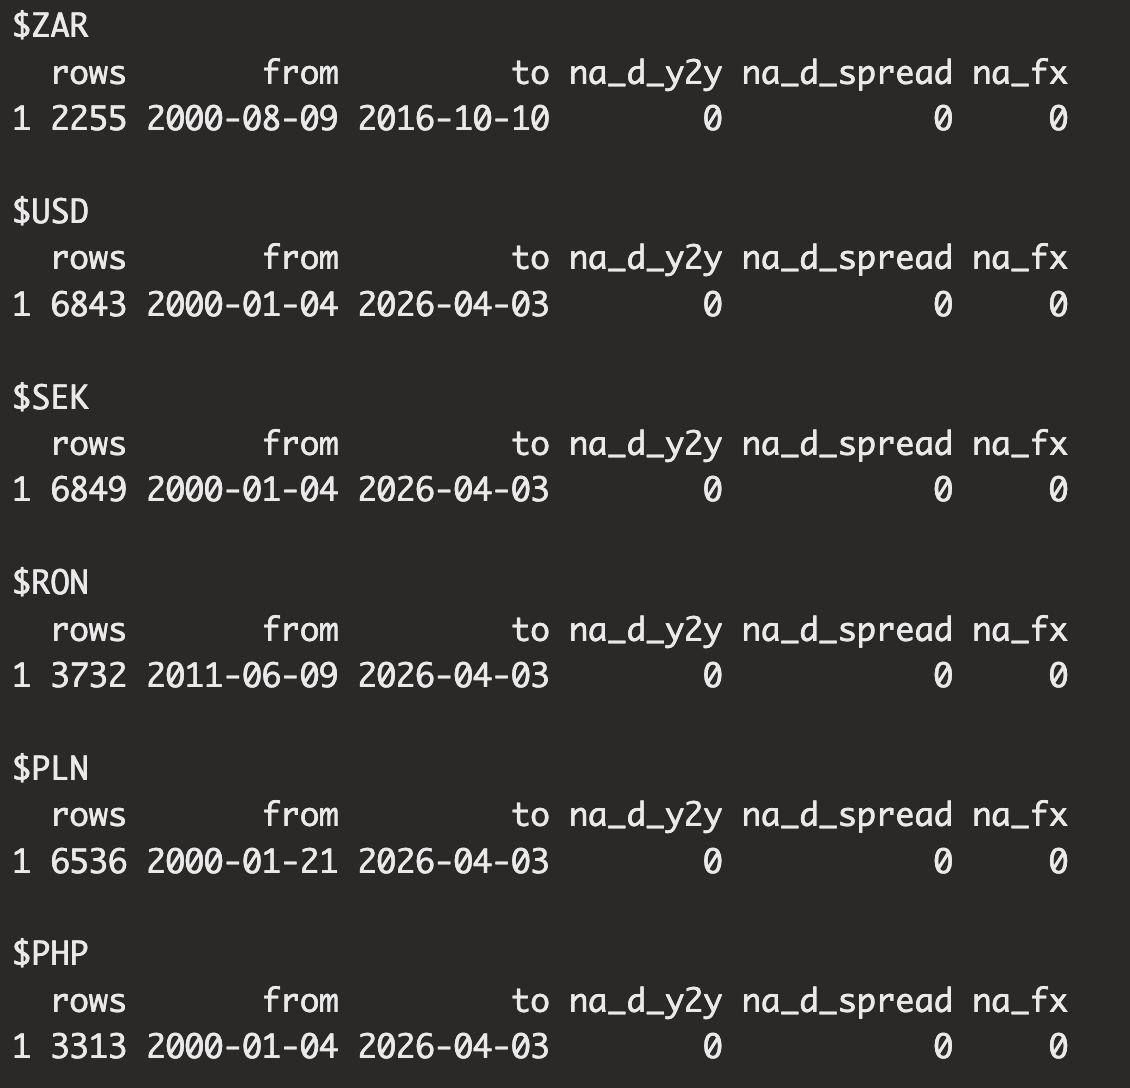 $ZAR
  rows       from         to na_d_y2y na_d_spread na_fx
1 2255 2000-08-09 2016-10-10        0           0     0

$USD
  rows       from         to na_d_y2y na_d_spread na_fx
1 6843 2000-01-04 2026-04-03        0           0     0

$SEK
  rows       from         to na_d_y2y na_d_spread na_fx
1 6849 2000-01-04 2026-04-03        0           0     0

$RON
  rows       from         to na_d_y2y na_d_spread na_fx
1 3732 2011-06-09 2026-04-03        0           0     0

$PLN
  rows       from         to na_d_y2y na_d_spread na_fx
1 6536 2000-01-21 2026-04-03        0           0     0

$PHP
  rows       from         to na_d_y2y na_d_spread na_fx
1 3313 2000-01-04 2026-04-03        0           0     0